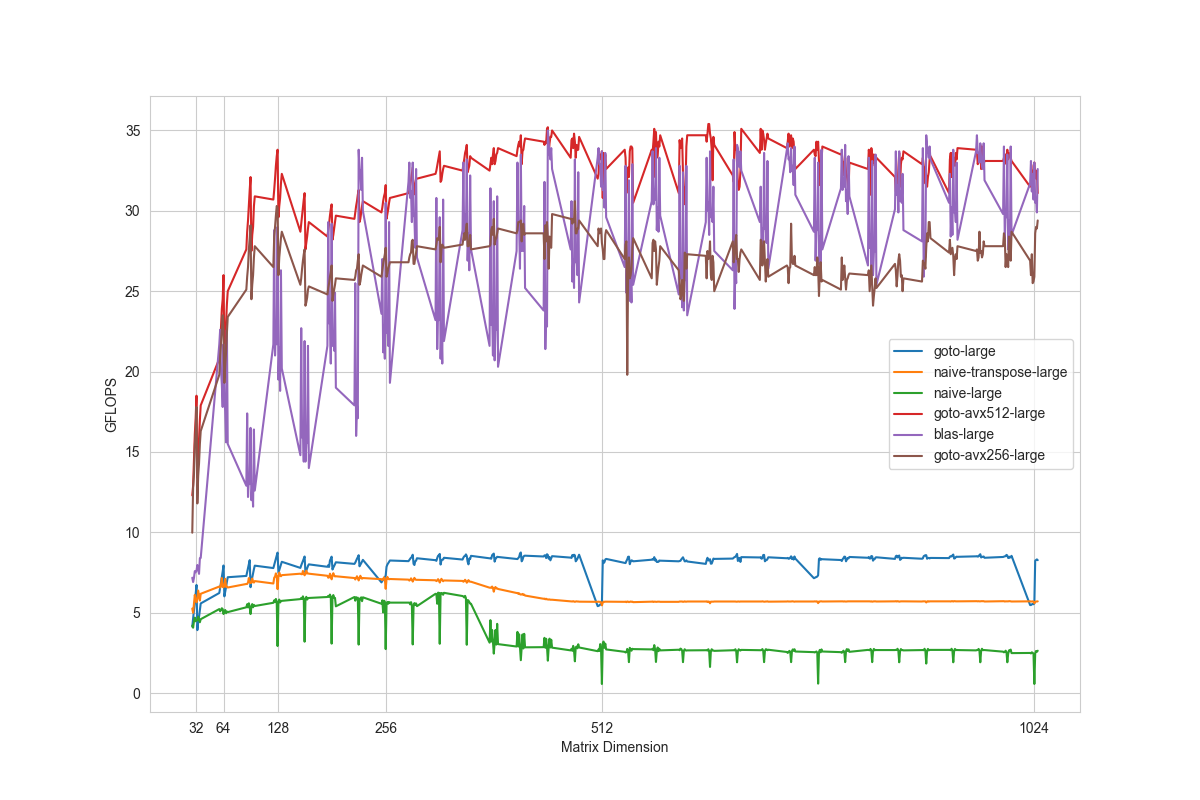 35
30
25
20
15
10
5
0
GFLOPS
32 64 128 256 512 1024
Matrix Dimension
goto-large
naive-transpose-large
naive-large
goto-avx512-large
blas-large
goto-avx256-large